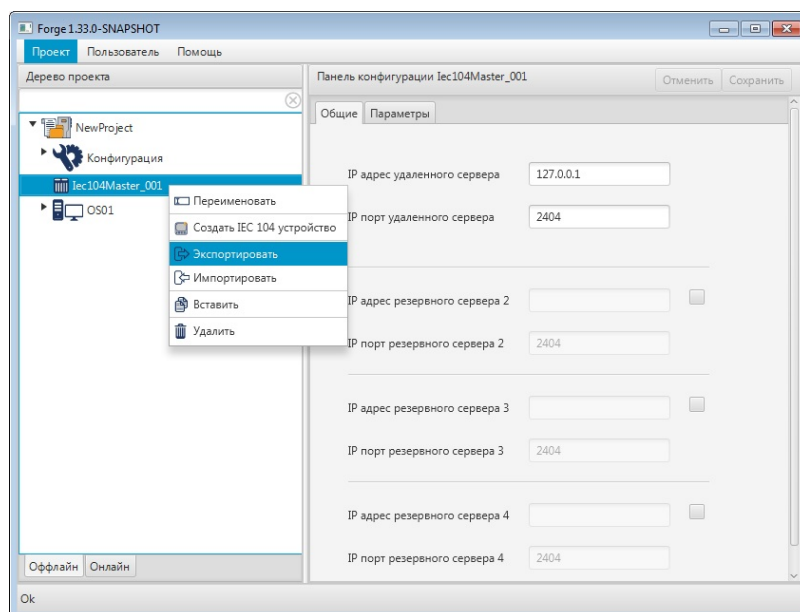 Forge 1.33.0-SNAPSHOT
Проект Пользователь Помощь
Дерево проекта
NewProject
Конфигурация
Iec104Master_001
OS01
Переименовать
Создать IEC 104 устройство
Экспортировать
Импортировать
Вставить
Удалить
Оффлайн Онлайн
Панель конфигурации Iec104Master_001
Отменить Сохранить
Общие Параметры
IP адрес удаленного сервера 127.0.0.1
IP порт удаленного сервера 2404
IP адрес резервного сервера 2
IP порт резервного сервера 2 2404
IP адрес резервного сервера 3
IP порт резервного сервера 3 2404
IP адрес резервного сервера 4
IP порт резервного сервера 4 2404
Ok